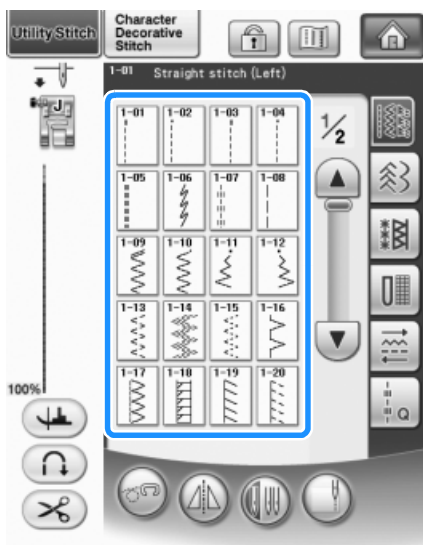 Utility Stitch
Character
Decorative
Stitch
1-01 Straight stitch (Left)
J
1-01 1-02 1-03 1-04
1/2
1-05 1-06 1-07 1-08
1-09 1-10 1-11 1-12
1-13 1-14 1-15 1-16
1-17 1-18 1-19 1-20
100%
Q